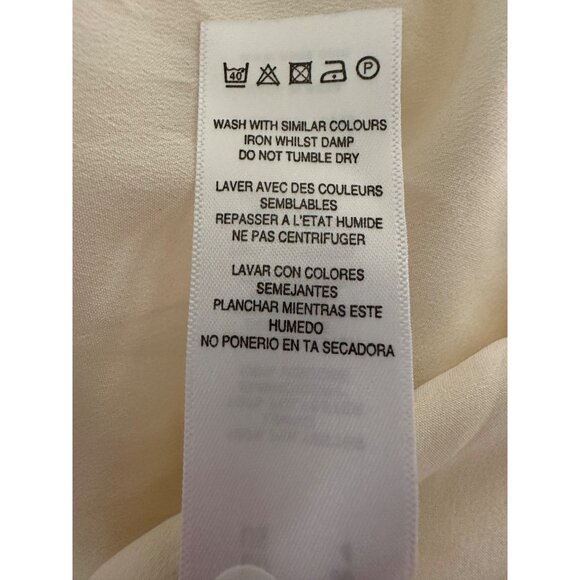 40 P
WASH WITH SIMILAR COLOURS
IRON WHILST DAMP
DO NOT TUMBLE DRY
LAVER AVEC DES COULEURS
SEMBLABLES
REPASSER A L'ETAT HUMIDE
NE PAS CENTRIFUGER
LAVAR CON COLORES
SEMEJANTES
PLANCHAR MIENTRAS ESTE
HUMEDO
NO PONERIO EN TA SECADORA